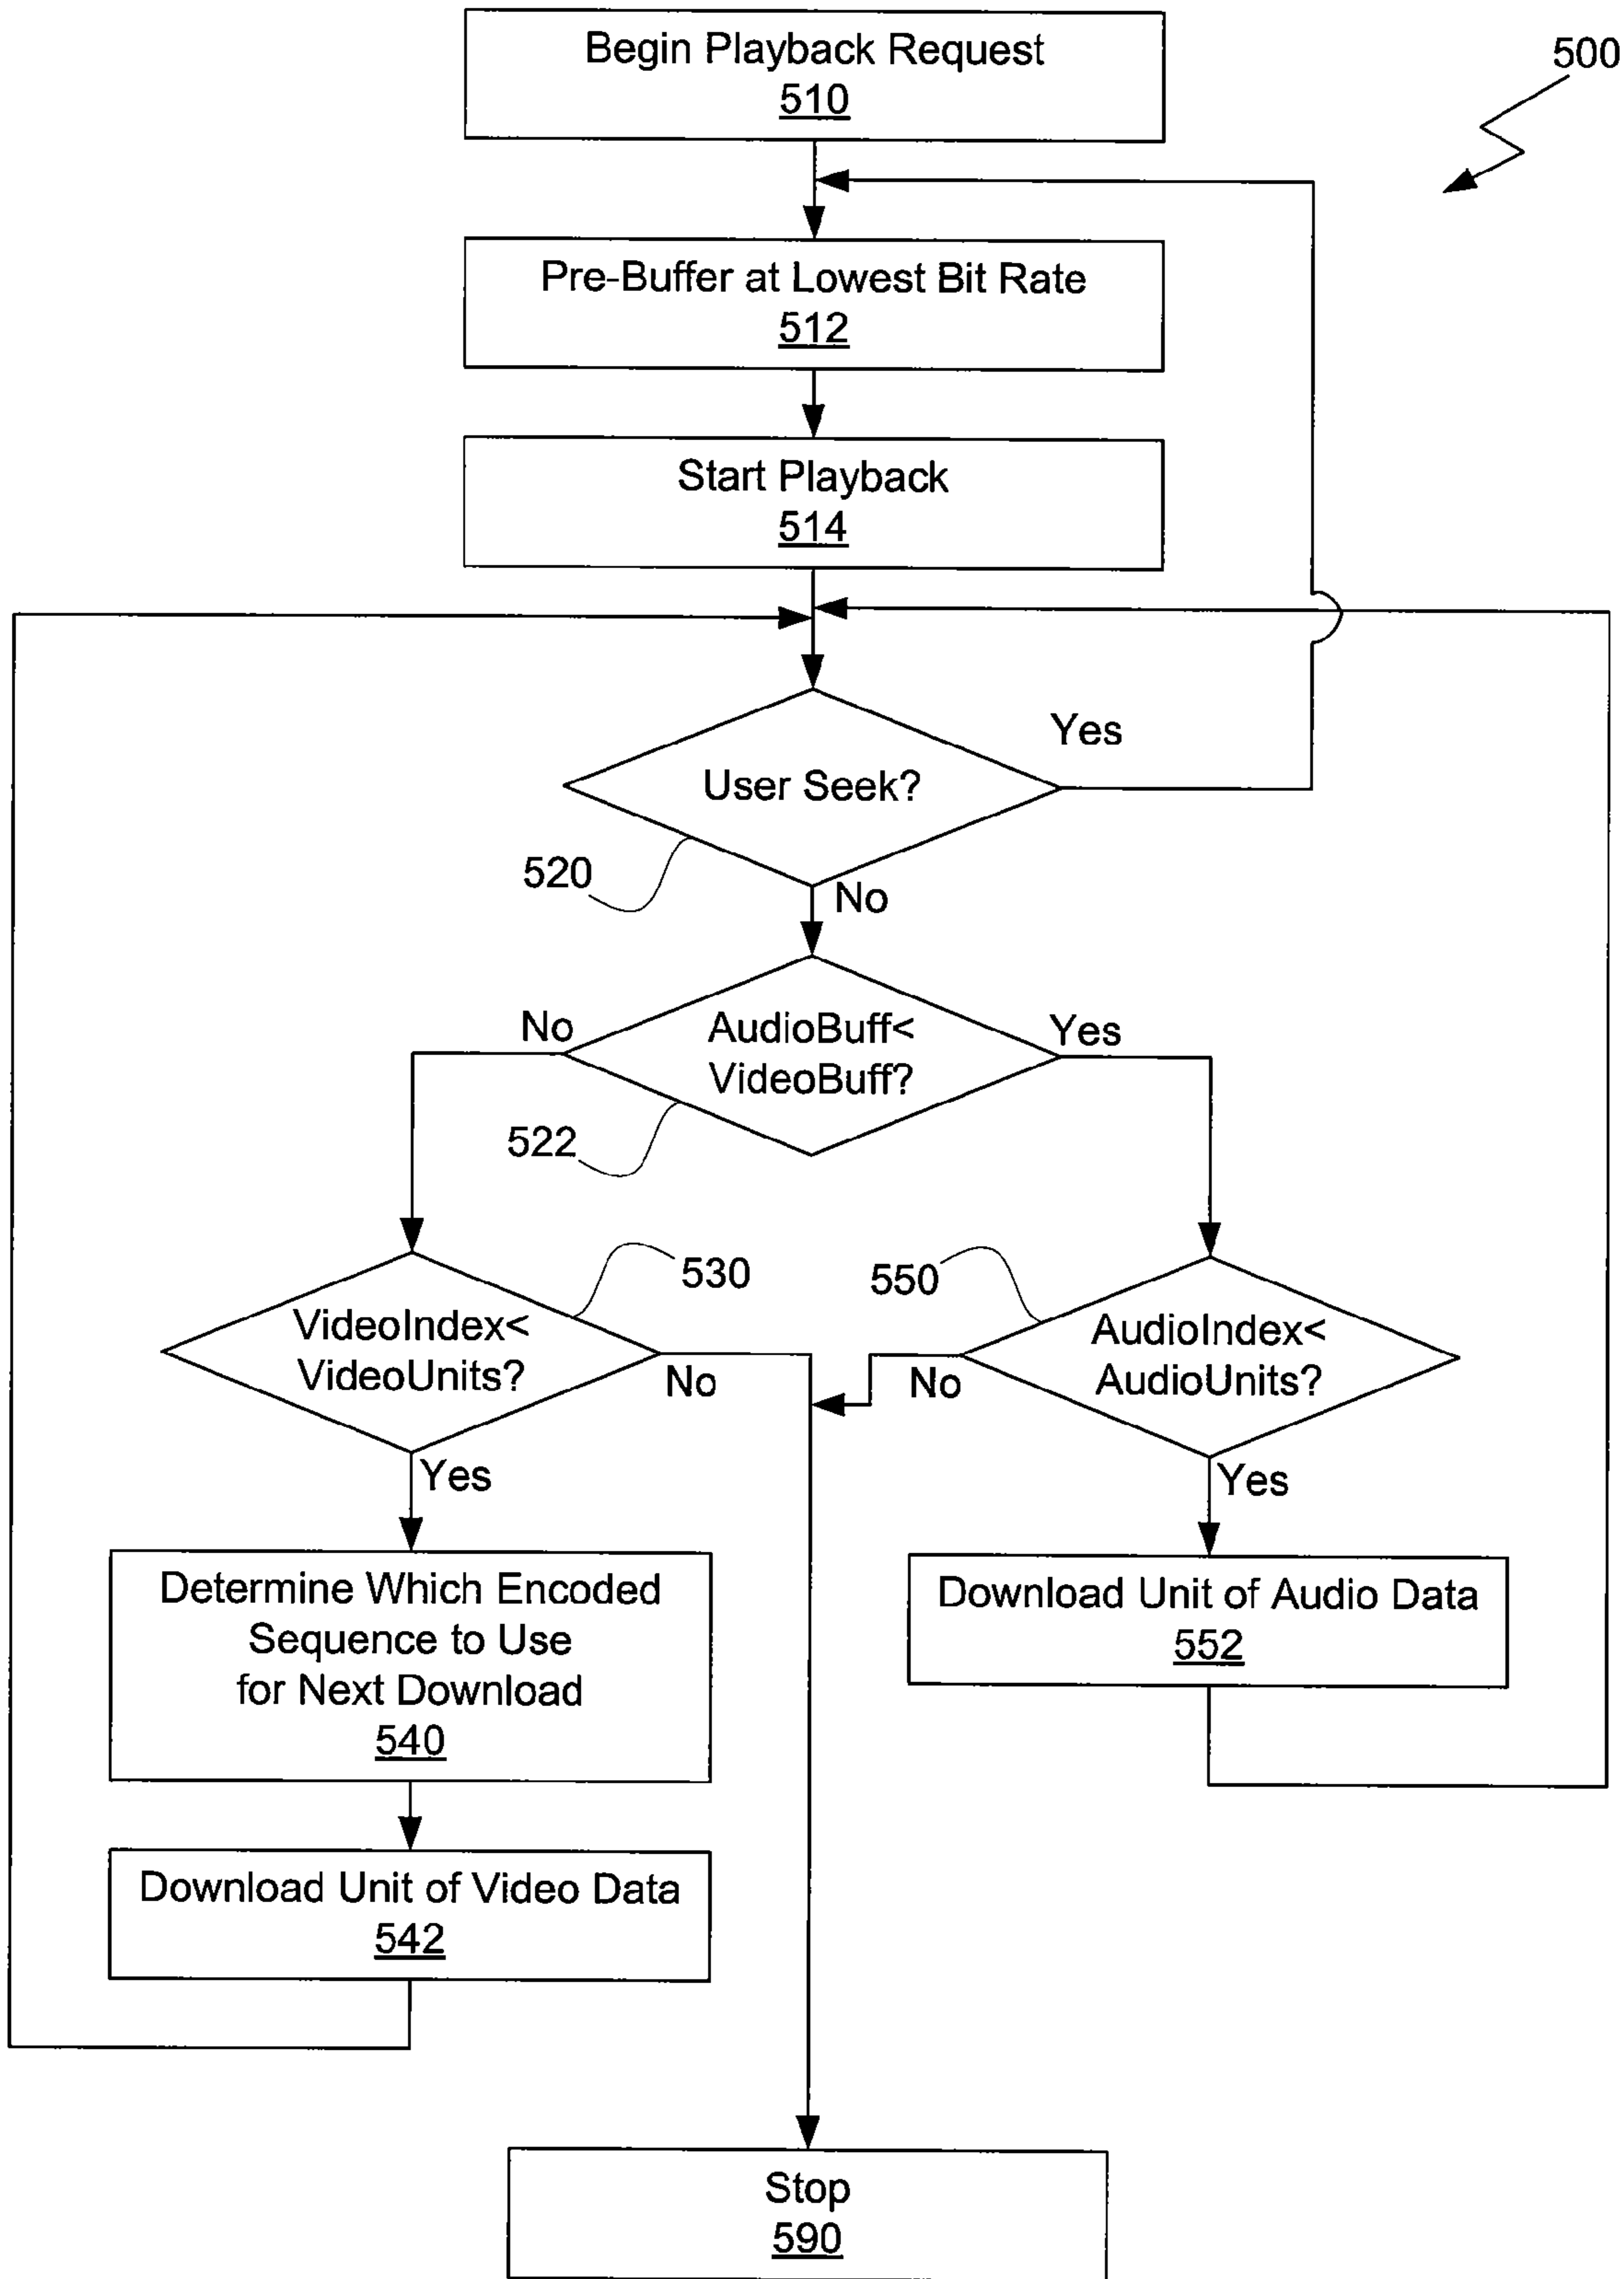 Begin Playback Request
510
500
Pre-Buffer at Lowest Bit Rate
512
Start Playback
514
Yes
User Seek?
520
No
No
AudioBuff<
VideoBuff?
Yes
522
530
550
VideoIndex<
VideoUnits?
No
AudioIndex<
AudioUnits?
No
Yes
Yes
Determine Which Encoded
Sequence to Use
for Next Download
540
Download Unit of Audio Data
552
Download Unit of Video Data
542
Stop
590